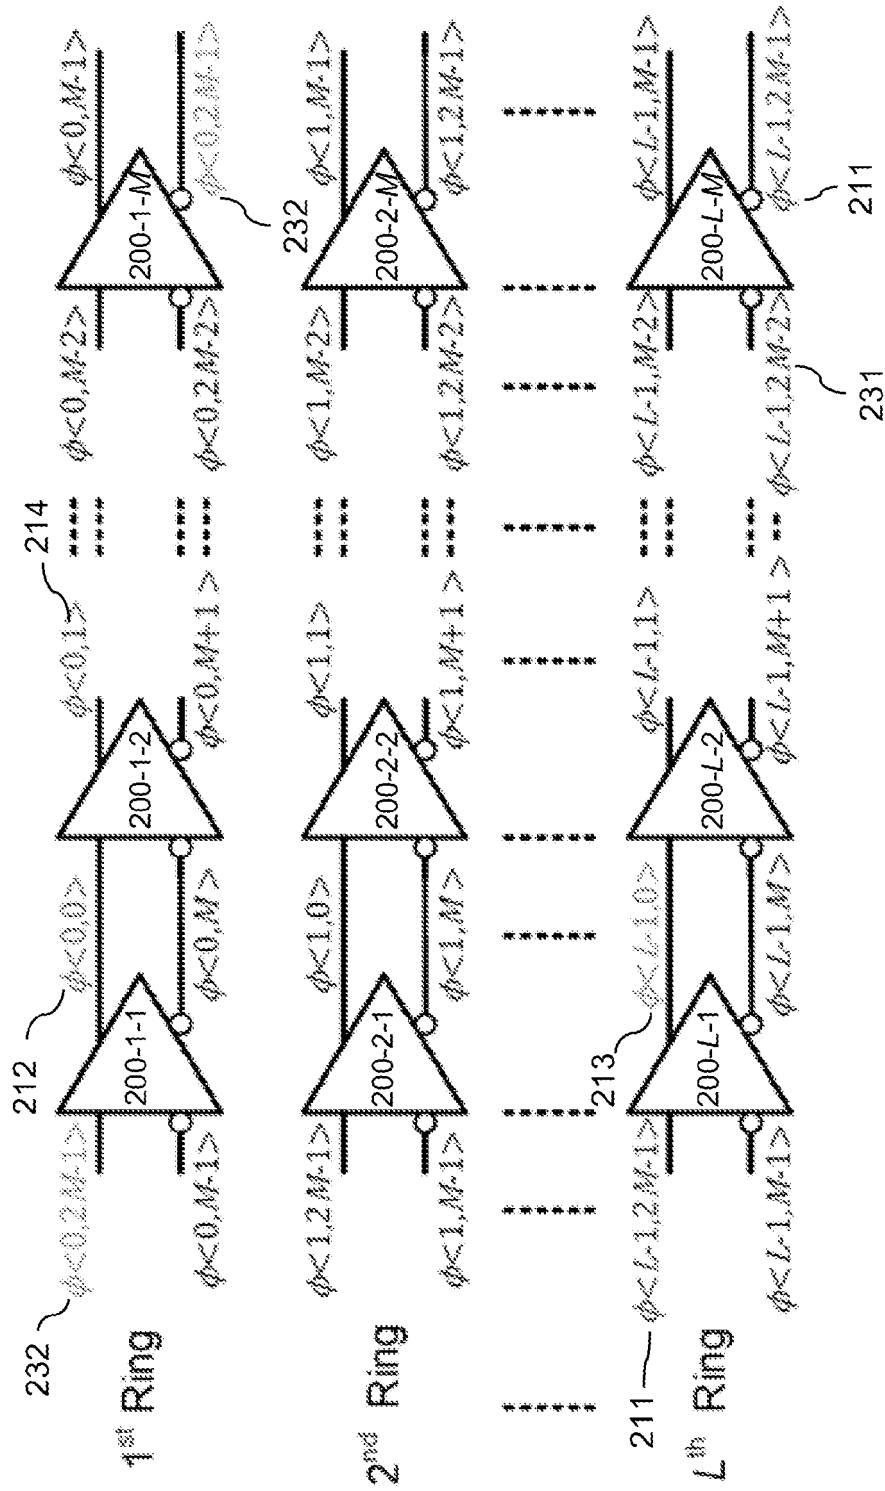 1st Ring
232
ϕ<0,2M-1>
ϕ<0,M-1>
200-1-1
212
ϕ<0,0>
ϕ<0,M>
200-1-2
214
ϕ<0,1>
ϕ<0,M+1>
ϕ<0,M-2>
ϕ<0,2M-2>
200-1-M
ϕ<0,M-1>
ϕ<0,2M-1>
232
2nd Ring
ϕ<1,2M-1>
ϕ<1,M-1>
200-2-1
ϕ<1,0>
ϕ<1,M>
200-2-2
ϕ<1,1>
ϕ<1,M+1>
ϕ<1,M-2>
ϕ<1,2M-2>
200-2-M
ϕ<1,M-1>
ϕ<1,2M-1>
Lth Ring
211
ϕ<L-1,2M-1>
ϕ<L-1,M-1>
200-L-1
213
ϕ<L-1,0>
ϕ<L-1,M>
200-L-2
ϕ<L-1,1>
ϕ<L-1,M+1>
ϕ<L-1,M-2>
ϕ<L-1,2M-2>
231
200-L-M
ϕ<L-1,M-1>
ϕ<L-1,2M-1>
211